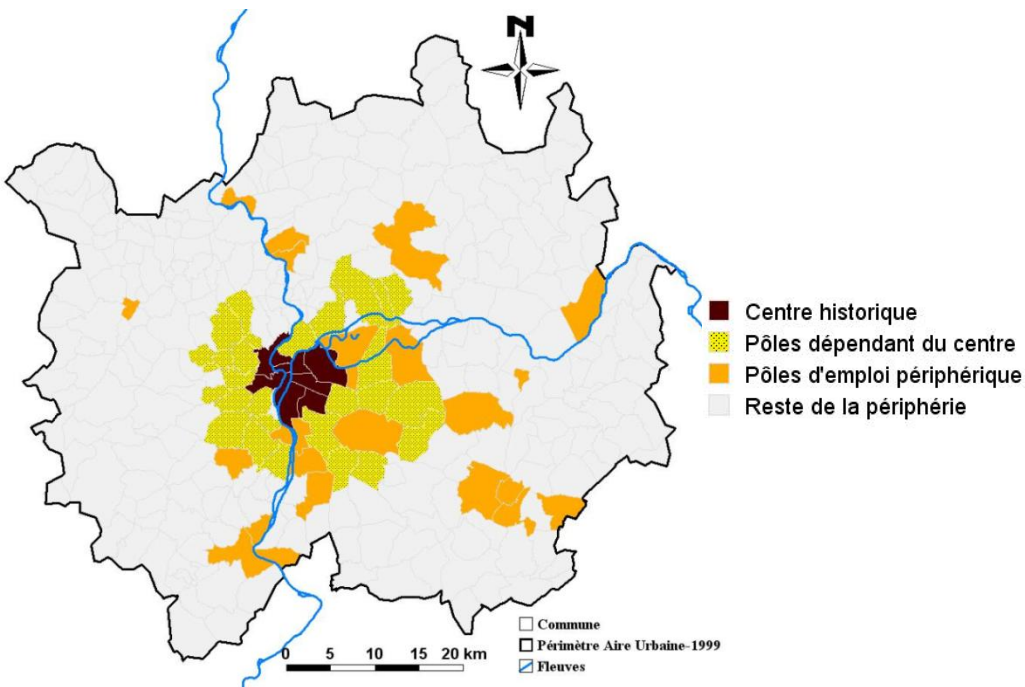 N
Centre historique
Pôles dépendant du centre
Pôles d'emploi périphérique
Reste de la périphérie
Commune
Périmètre Aire Urbaine-1999
Fleuves
0 5 10 15 20 km